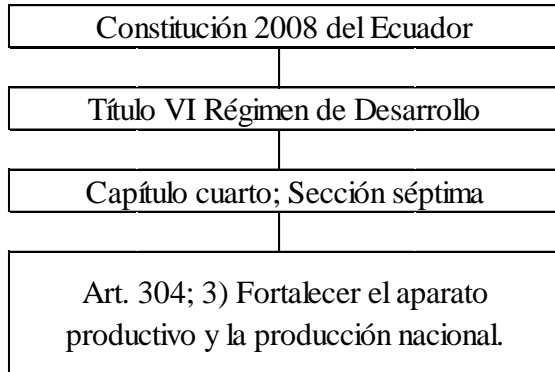 Constitución 2008 del Ecuador
Título VI Régimen de Desarrollo
Capítulo cuarto; Sección séptima
Art. 304; 3) Fortalecer el aparato
productivo y la producción nacional.